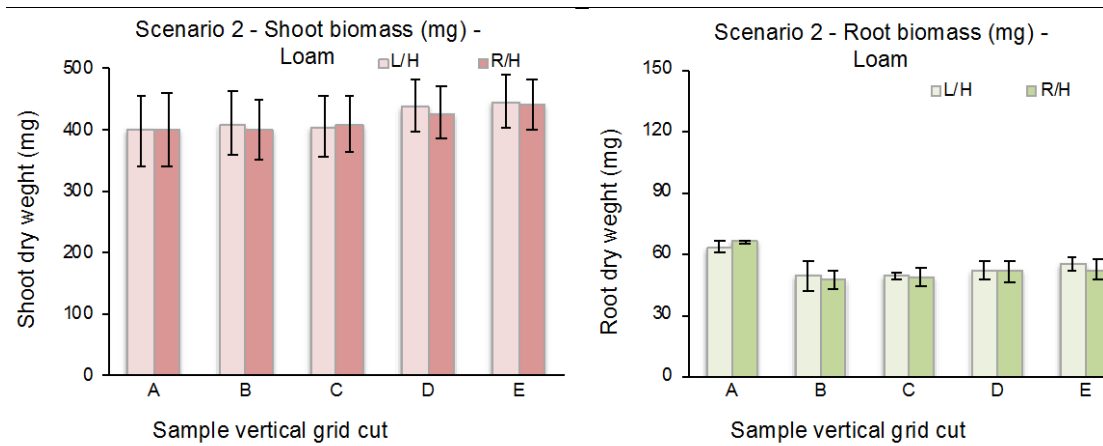 Scenario 2 - Shoot biomass (mg) -
Loam
L/H
R/H
500
400
300
200
100
0
Shoot dry weght (mg)
A
B
C
D
E
Sample vertical grid cut
Scenario 2 - Root biomass (mg) -
Loam
L/H
R/H
150
120
90
60
30
0
Root dry weght (mg)
A
B
C
D
E
Sample vertical grid cut